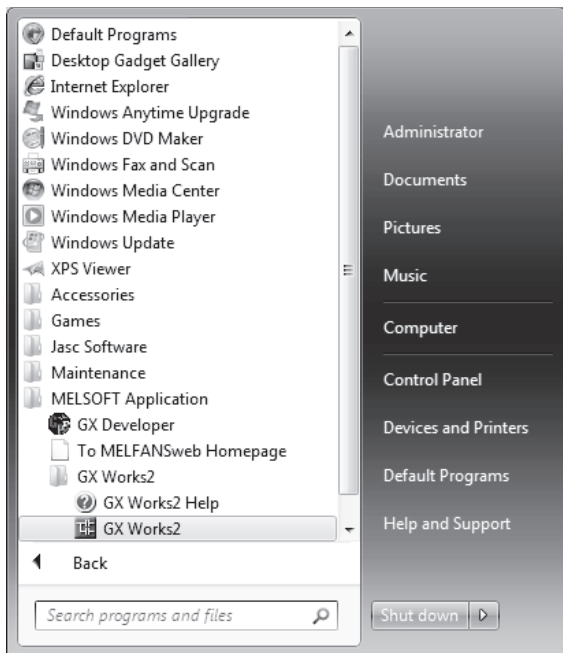 Default Programs
Desktop Gadget Gallery
Internet Explorer
Windows Anytime Upgrade
Windows DVD Maker
Windows Fax and Scan
Windows Media Center
Windows Media Player
Windows Update
XPS Viewer
Accessories
Games
Jasc Software
Maintenance
MELSOFT Application
GX Developer
To MELFANSweb Homepage
GX Works2
GX Works2 Help
GX Works2
Back
Search programs and files
Administrator
Documents
Pictures
Music
Computer
Control Panel
Devices and Printers
Default Programs
Help and Support
Shut down